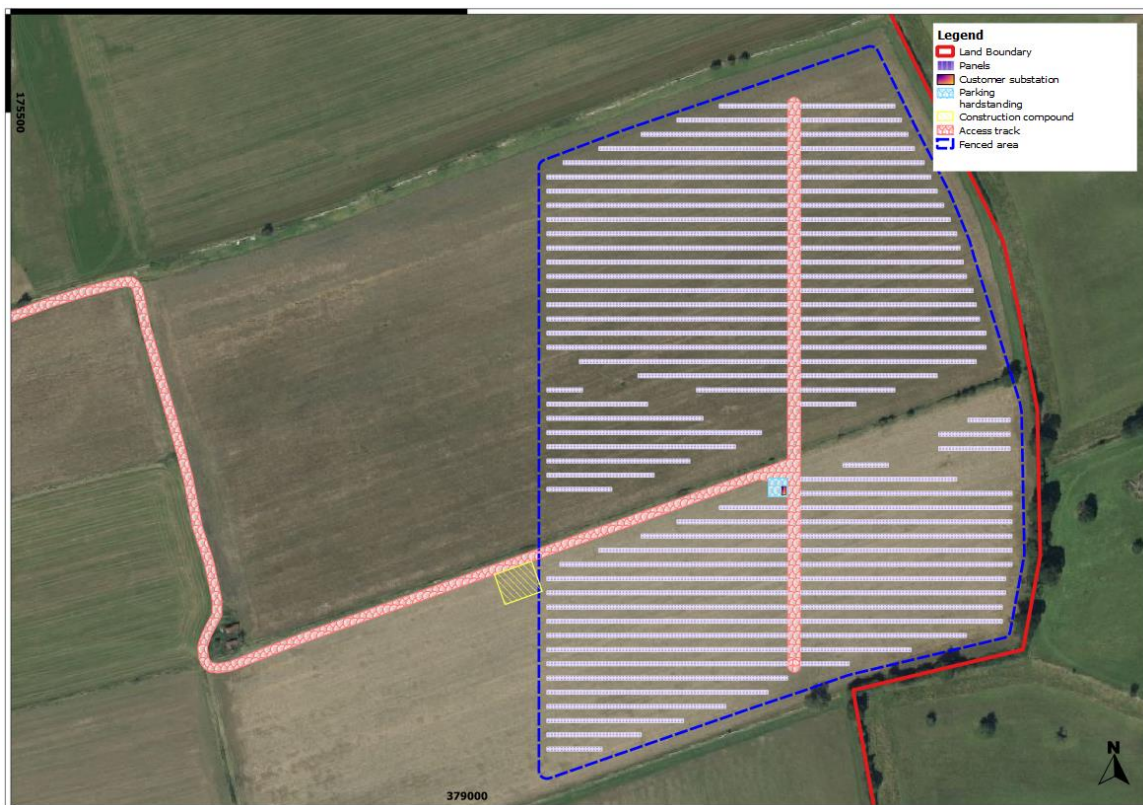 175500
Legend
Land Boundary
Panels
Customer substation
Parking
hardstanding
Construction compound
Access track
Fenced area
N
379000